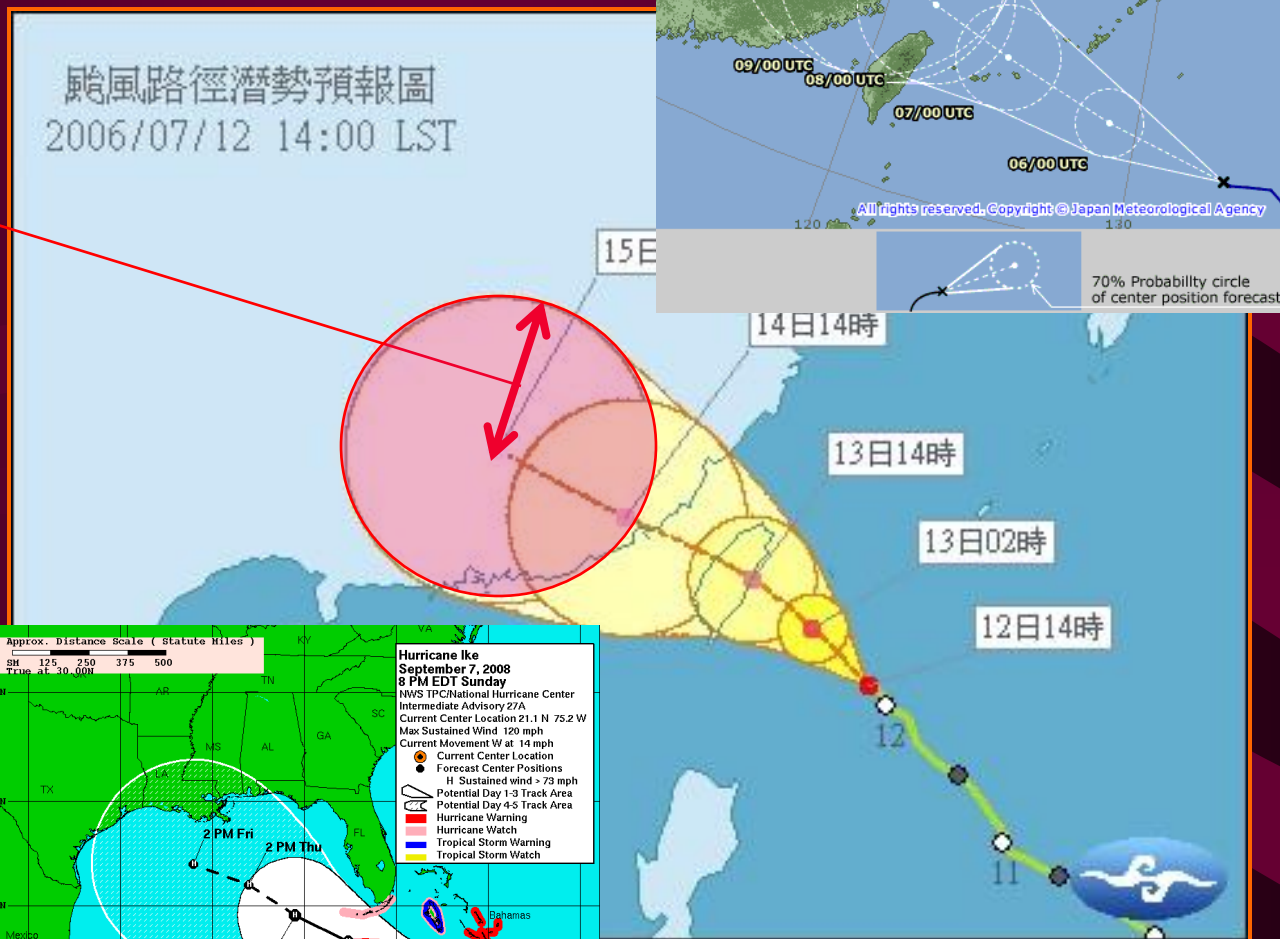 颱風路徑潛勢預報圖
2006/07/12 14:00 LST
09/00 UTC
08/00 UTC
07/00 UTC
06/00 UTC
All rights reserved. Copyright © Japan Meteorological Agency
120
130
70% Probability circle
of center position forecast
15日
14日14時
13日14時
13日02時
12日14時
12
11
Approx. Distance Scale ( Statute Miles )
SM 125 250 375 500
True at 30.00N
KY
VA
AR
TN
SC
MS
AL
GA
TX
LA
FL
2 PM Fri
2 PM Thu
H
H
H
Mexico
Bahamas
Hurricane Ike
September 7, 2008
8 PM EDT Sunday
NWS TPC/National Hurricane Center
Intermediate Advisory 27A
Current Center Location 21.1 N 75.2 W
Max Sustained Wind 120 mph
Current Movement W at 14 mph
Current Center Location
Forecast Center Positions
H Sustained wind > 73 mph
Potential Day 1-3 Track Area
Potential Day 4-5 Track Area
Hurricane Warning
Hurricane Watch
Tropical Storm Warning
Tropical Storm Watch